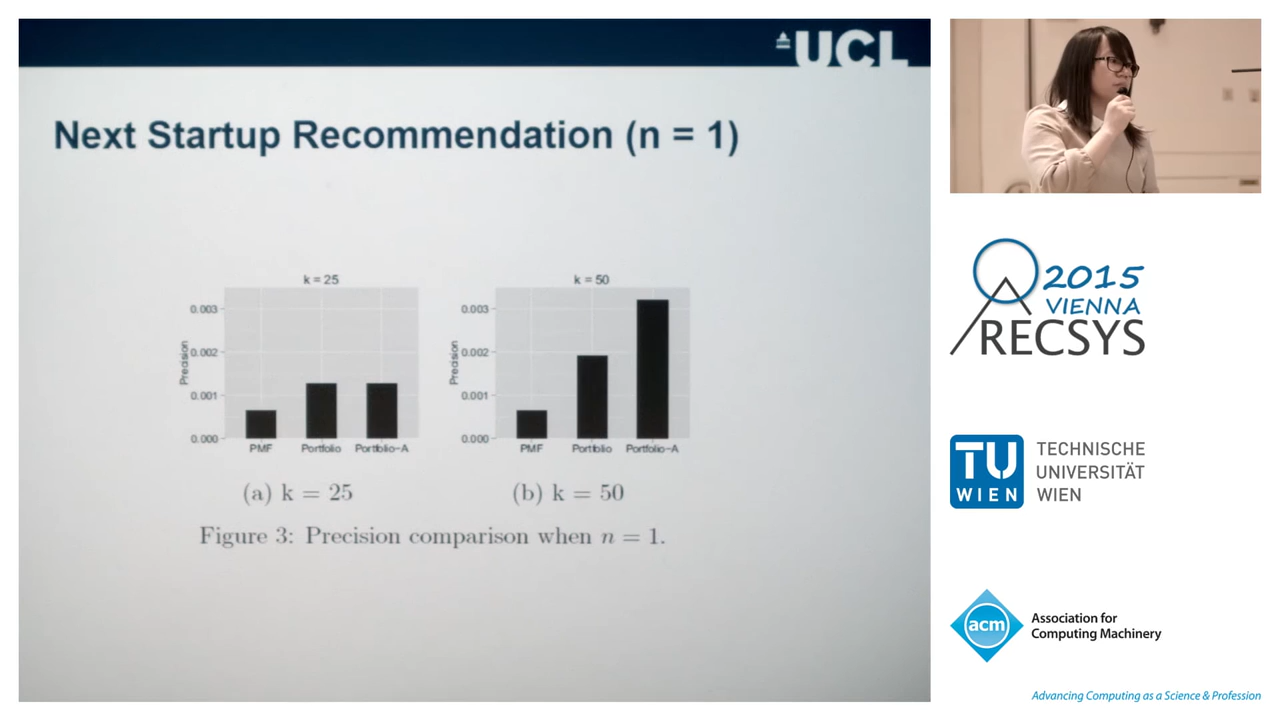 UCL
Next Startup Recommendation (n = 1)
k = 25
0.003
0.002
0.001
0.000
Precision
PMF Portfolio Portfolio-A
k = 50
0.003
0.002
0.001
0.000
Precision
PMF Portfolio Portfolio-A
(a) k = 25
(b) k = 50
Figure 3: Precision comparison when n = 1.
2015
VIENNA
RECSYS
TU
WIEN
TECHNISCHE
UNIVERSITÄT
WIEN
acm
Association for
Computing Machinery
Advancing Computing as a Science & Profession